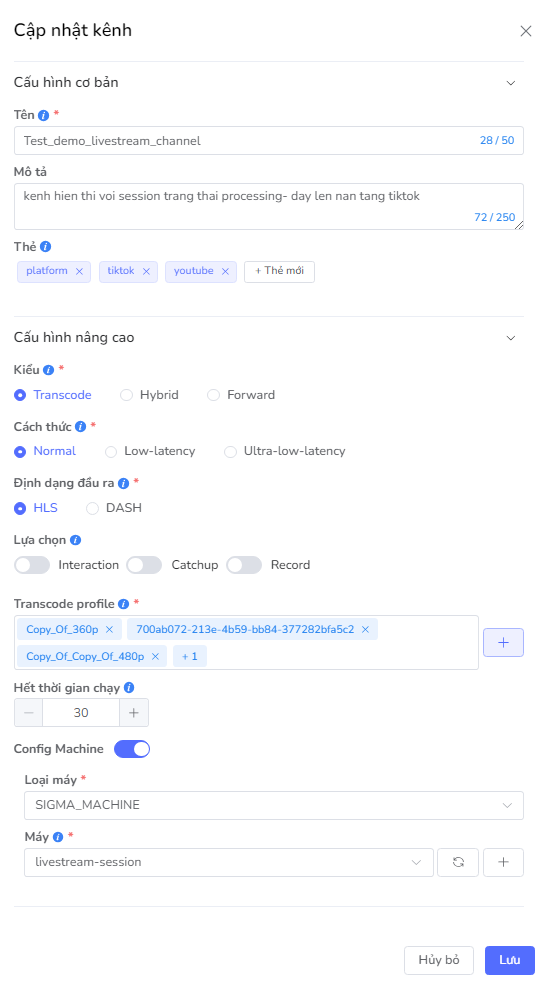 Cập nhật kênh
Cấu hình cơ bản
Tên *
Test_demo_livestream_channel 28 / 50
Mô tả
kenh hien thi voi session trang thai processing- day len nan tang tiktok
72 / 250
Thẻ
platform tiktok youtube + Thẻ mới
Cấu hình nâng cao
Kiểu *
Transcode Hybrid Forward
Cách thức *
Normal Low-latency Ultra-low-latency
Định dạng đầu ra *
HLS DASH
Lựa chọn
Interaction Catchup Record
Transcode profile *
Copy_Of_360p 700ab072-213e-4b59-bb84-377282bfa5c2
Copy_Of_Copy_Of_480p + 1
Hết thời gian chạy
30
Config Machine
Loại máy *
SIGMA_MACHINE
Máy *
livestream-session
Hủy bỏ Lưu